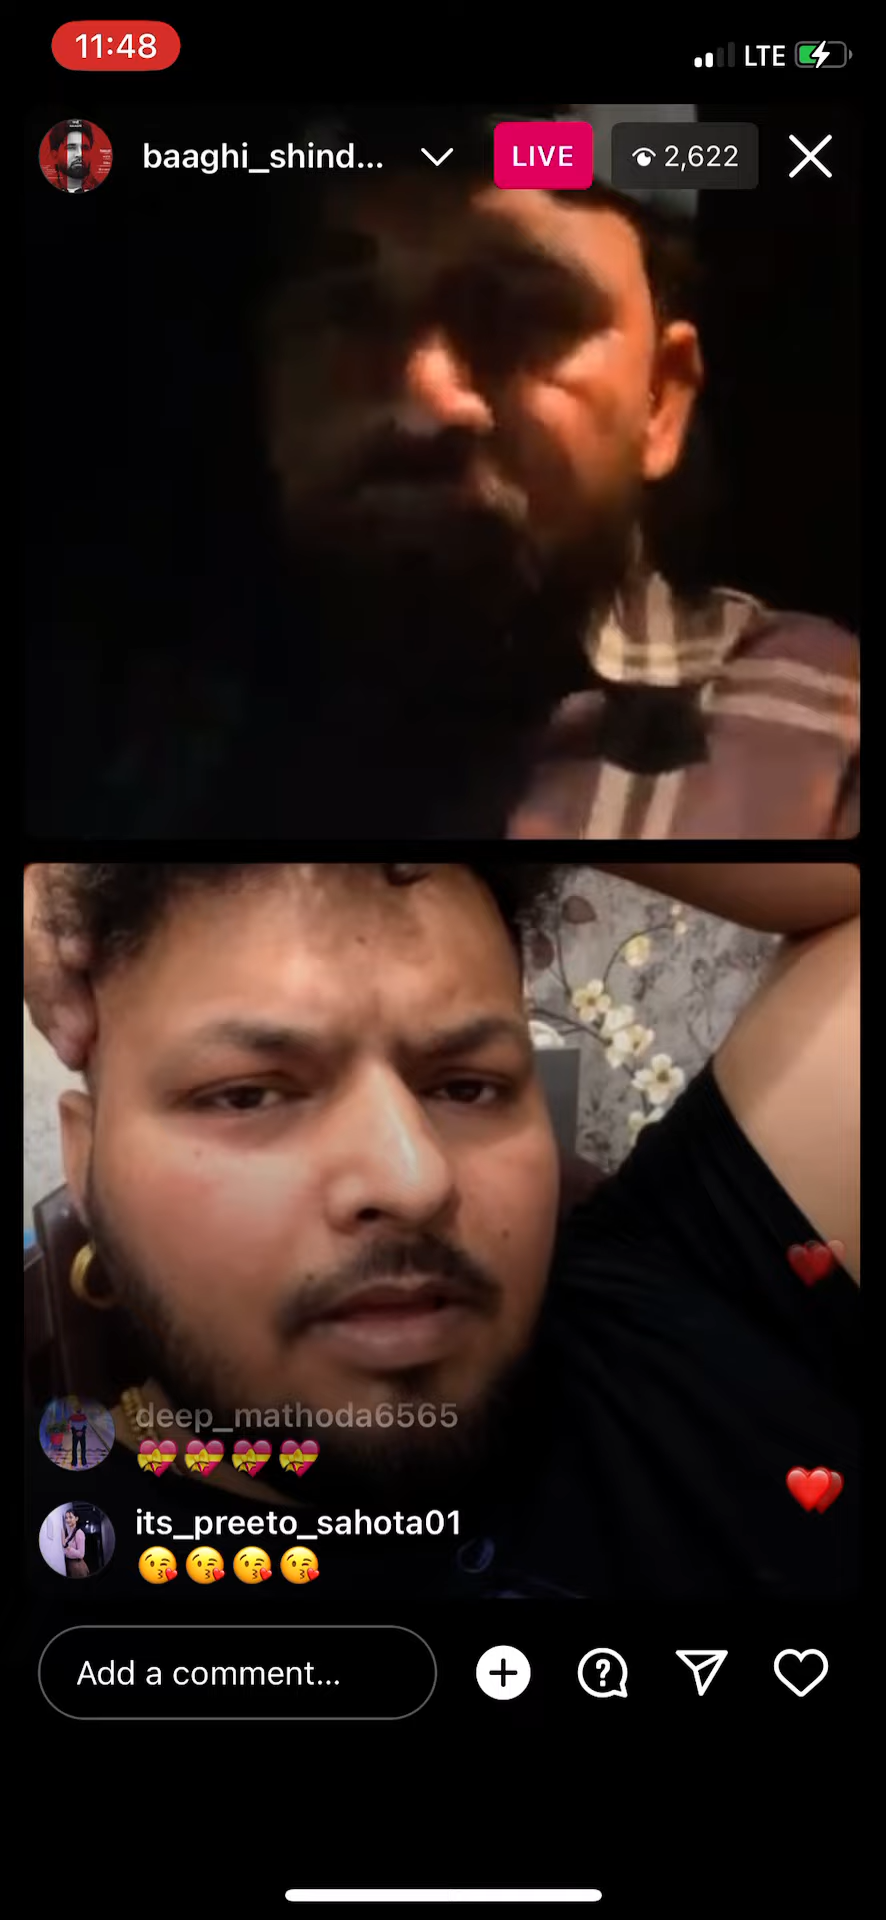 11:48
LTE
baaghi_shind...
LIVE
2,622
deep_mathoda6565
💝💝💝💝
its_preeto_sahota01
😘😘😘😘
Add a comment...